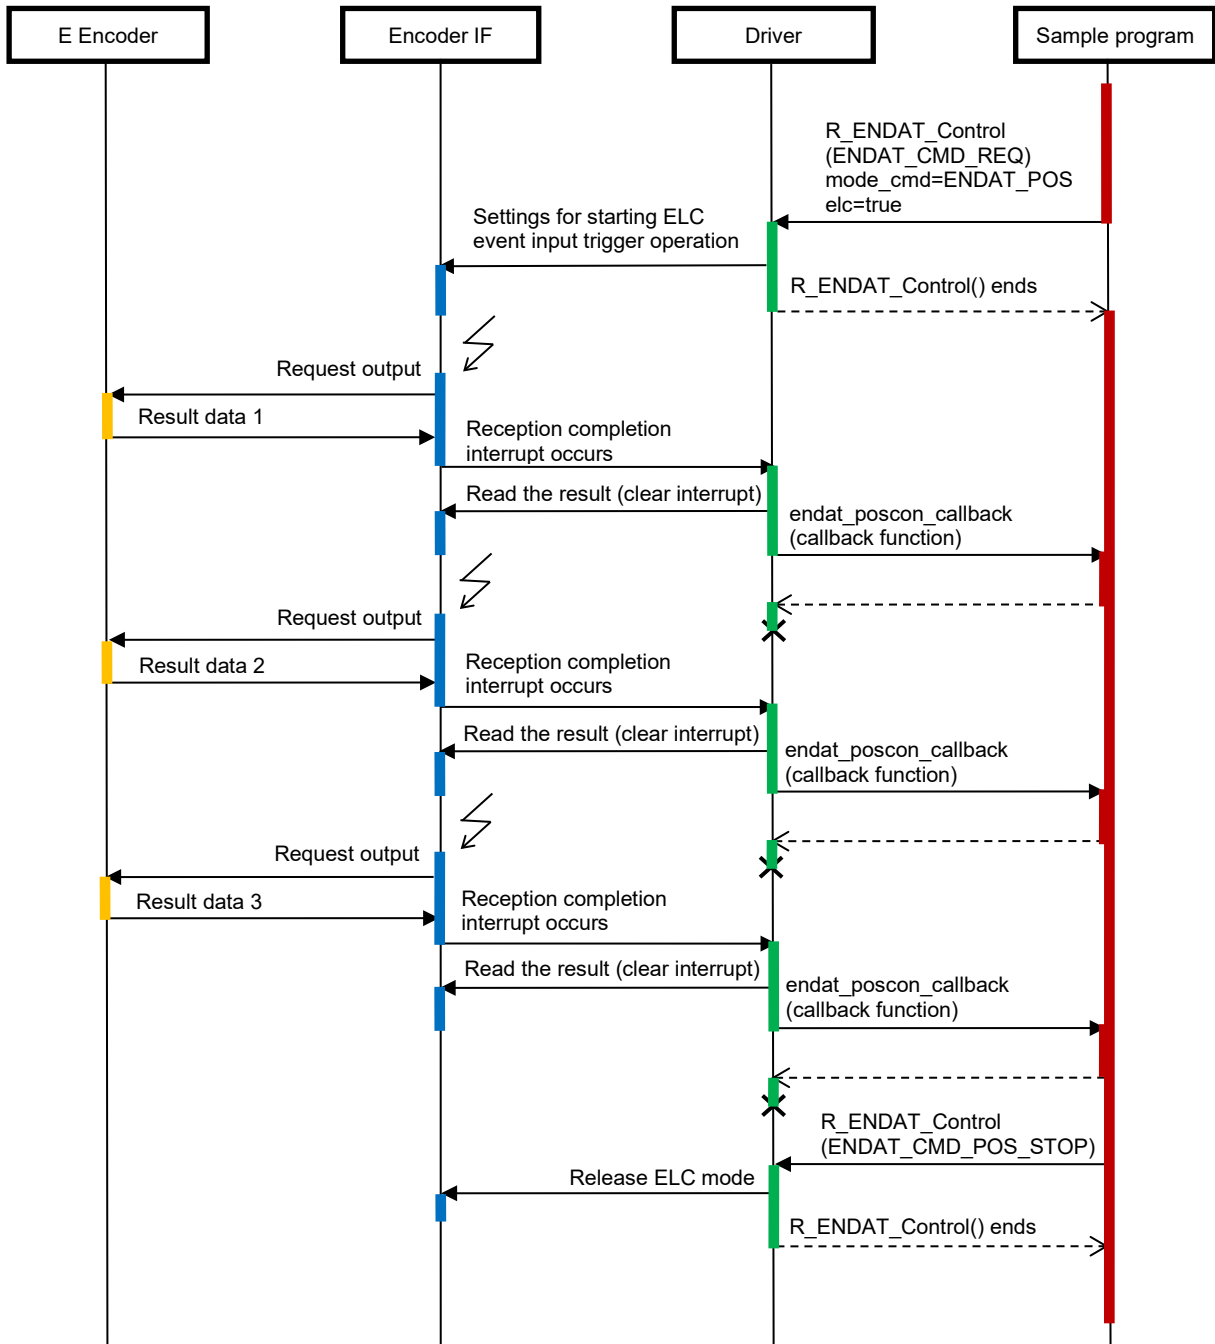 E Encoder
Encoder IF
Driver
Sample program
R_ENDAT_Control
(ENDAT_CMD_REQ)
mode_cmd=ENDAT_POS
elc=true
Settings for starting ELC
event input trigger operation
R_ENDAT_Control() ends
Request output
Result data 1
Reception completion
interrupt occurs
Read the result (clear interrupt)
endat_poscon_callback
(callback function)
Request output
Result data 2
Reception completion
interrupt occurs
Read the result (clear interrupt)
endat_poscon_callback
(callback function)
Request output
Result data 3
Reception completion
interrupt occurs
Read the result (clear interrupt)
endat_poscon_callback
(callback function)
R_ENDAT_Control
(ENDAT_CMD_POS_STOP)
Release ELC mode
R_ENDAT_Control() ends